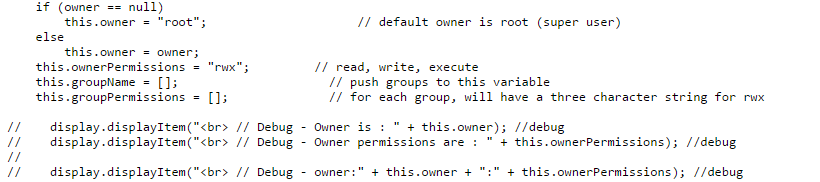 if (owner == null)
this.owner = "root"; // default owner is root (super user)
else
this.owner = owner;
this.ownerPermissions = "rwx"; // read, write, execute
this.groupName = []; // push groups to this variable
this.groupPermissions = []; // for each group, will have a three character string for rwx
// display.displayItem("<br> // Debug - Owner is : " + this.owner); //debug
// display.displayItem("<br> // Debug - Owner permissions are : " + this.ownerPermissions); //debug
//
// display.displayItem("<br> // Debug - owner:" + this.owner + ":" + this.ownerPermissions); //debug